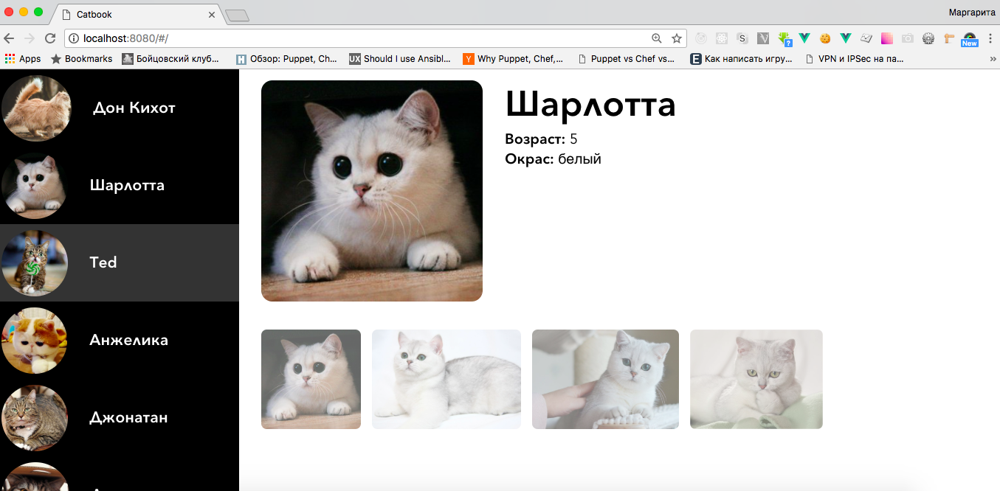 Catbook
Маргарита
localhost:8080/#/
New
Apps
Bookmarks
Бойцовский клуб...
Обзор: Puppet, Ch...
Should I use Ansibl...
Why Puppet, Chef,...
Puppet vs Chef vs...
Как написать игру...
VPN и IPSec на па...
Дон Кихот
Шарлотта
Ted
Анжелика
Джонатан
Шарлотта
Возраст: 5
Окрас: белый